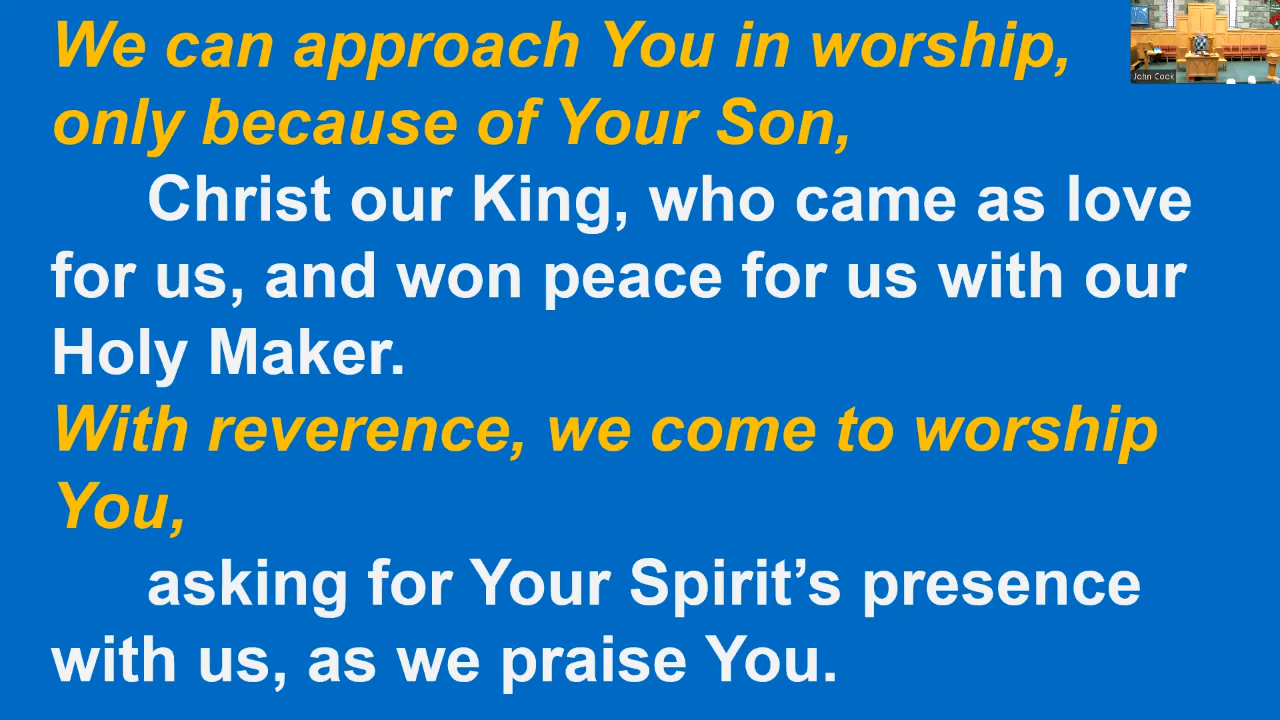 We can approach You in worship,
only because of Your Son,
Christ our King, who came as love
for us, and won peace for us with our
Holy Maker.
With reverence, we come to worship
You,
asking for Your Spirit’s presence
with us, as we praise You.
John Cook